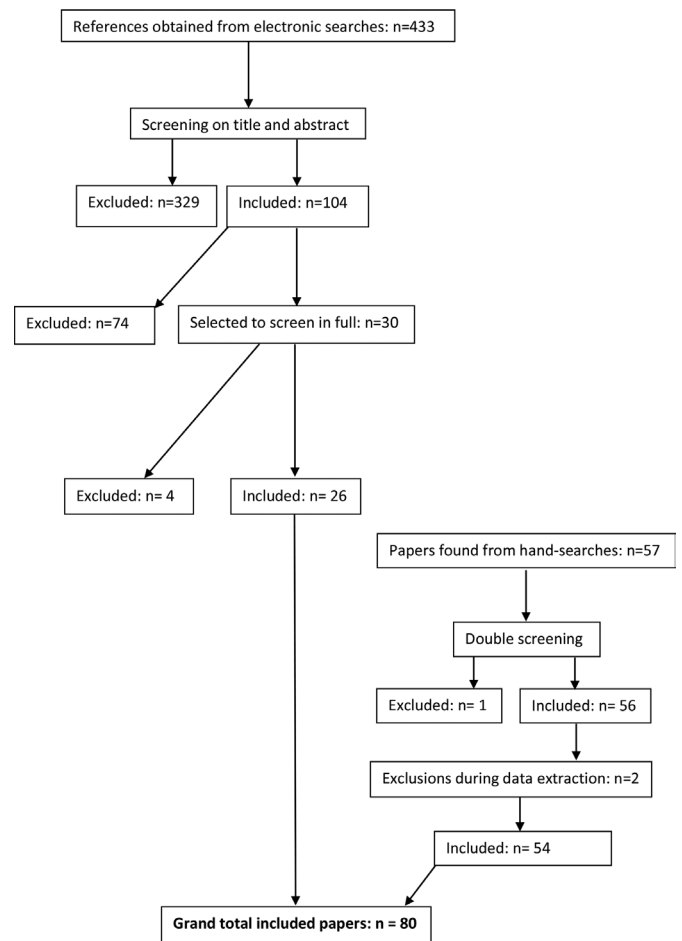 References obtained from electronic searches: n=433
Screening on title and abstract
Excluded: n=329
Included: n=104
Excluded: n=74
Selected to screen in full: n=30
Excluded: n= 4
Included: n= 26
Papers found from hand-searches: n=57
Double screening
Excluded: n= 1
Included: n= 56
Exclusions during data extraction: n=2
Included: n= 54
Grand total included papers: n = 80